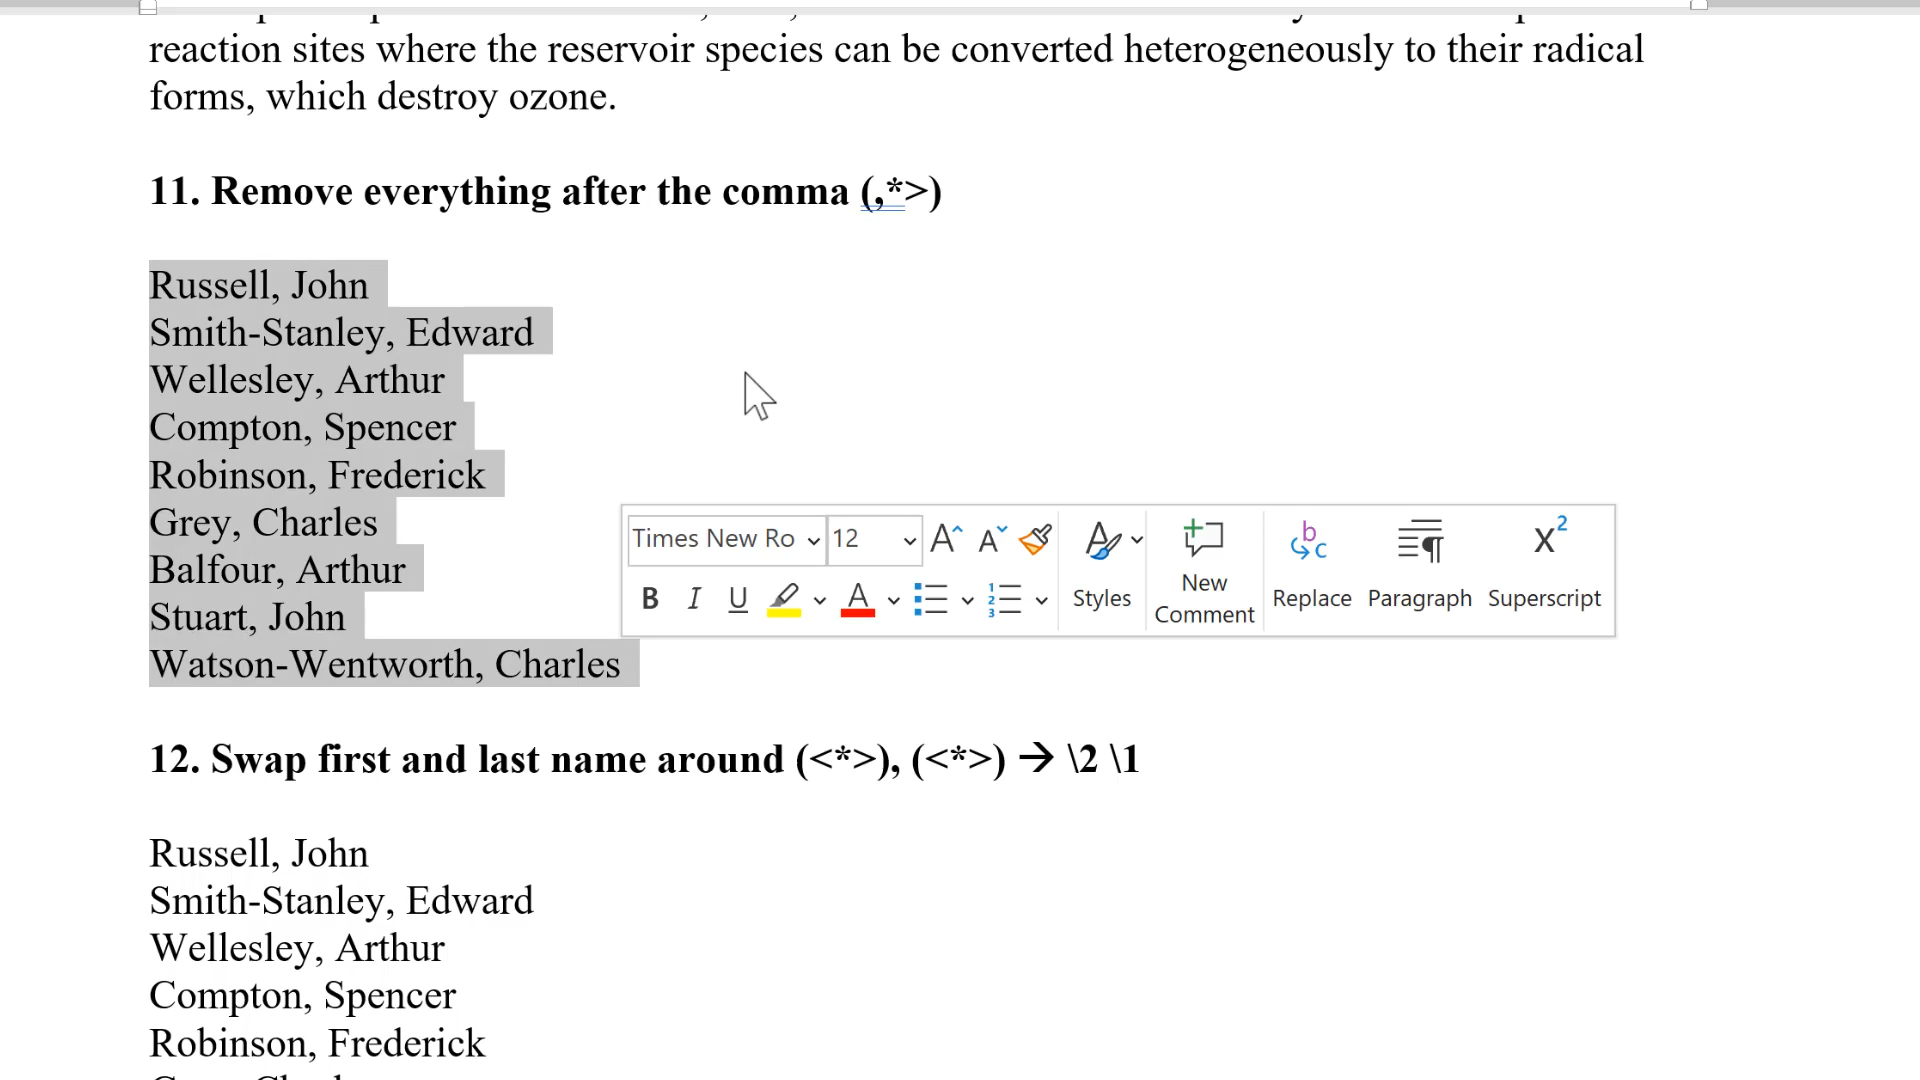 reaction sites where the reservoir species can be converted heterogeneously to their radical
forms, which destroy ozone.
11. Remove everything after the comma (,*>)
Russell, John
Smith-Stanley, Edward
Wellesley, Arthur
Compton, Spencer
Robinson, Frederick
Grey, Charles
Balfour, Arthur
Stuart, John
Watson-Wentworth, Charles
Times New Ro 12
B I U
Styles
New
Comment
Replace
Paragraph
Superscript
12. Swap first and last name around (<*>), (<*>) → \2 \1
Russell, John
Smith-Stanley, Edward
Wellesley, Arthur
Compton, Spencer
Robinson, Frederick